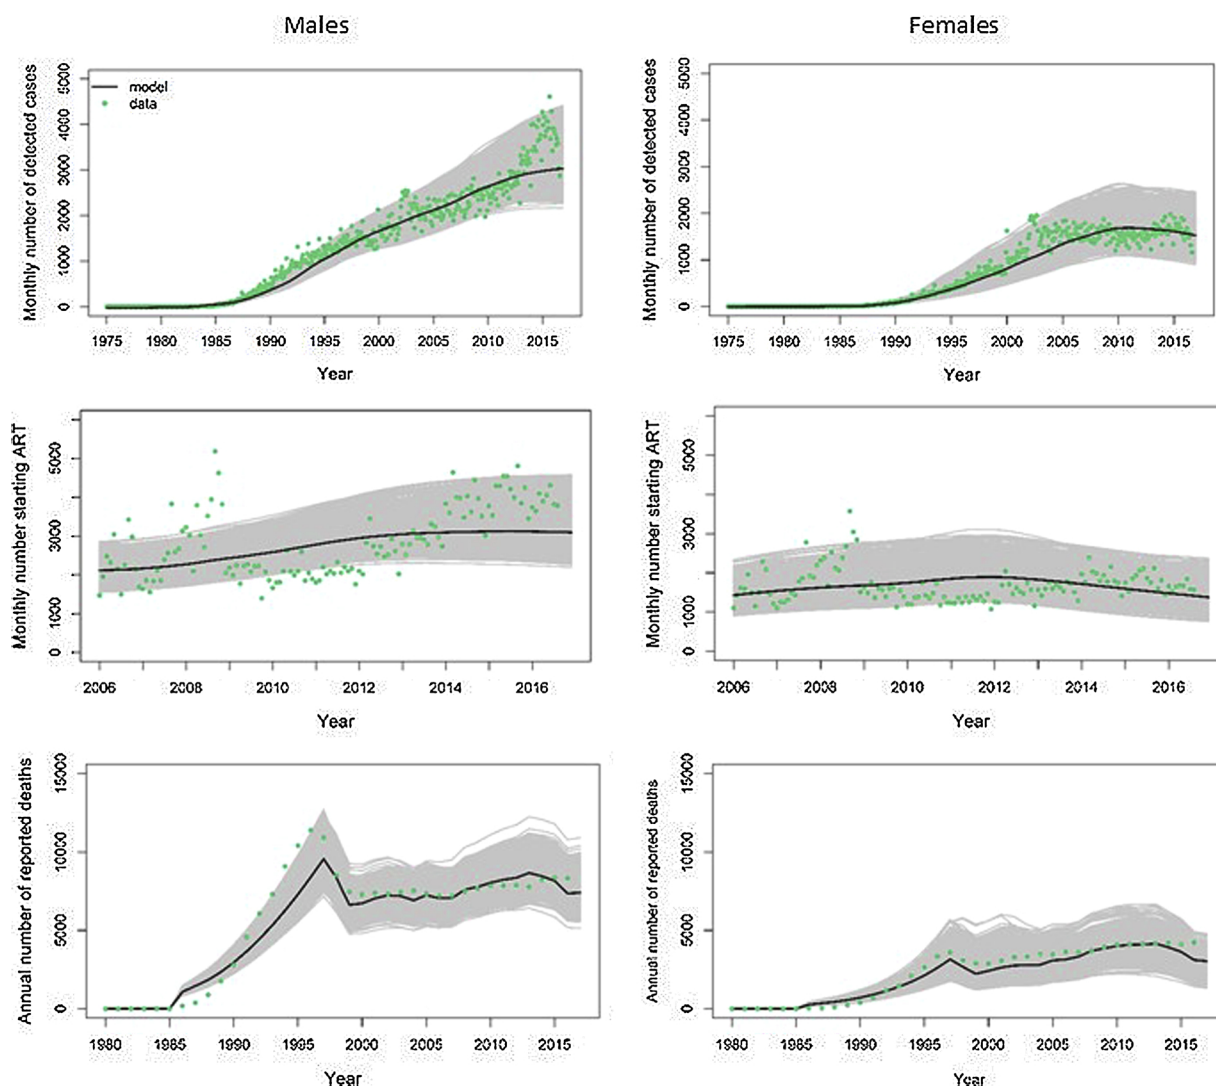 Males Females
Monthly number of detected cases
0 1000 2000 3000 4000 5000
model
data
1975 1980 1985 1990 1995 2000 2005 2010 2015
Year
Monthly number of detected cases
0 1000 2000 3000 4000 5000
1975 1980 1985 1990 1995 2000 2005 2010 2015
Year
Monthly number starting ART
0 1000 3000 5000
2006 2008 2010 2012 2014 2016
Year
Monthly number starting ART
0 1000 3000 5000
2006 2008 2010 2012 2014 2016
Year
Annual number of reported deaths
0 5000 10000 15000
1980 1985 1990 1995 2000 2005 2010 2015
Year
Annual number of reported deaths
0 5000 10000 15000
1980 1985 1990 1995 2000 2005 2010 2015
Year